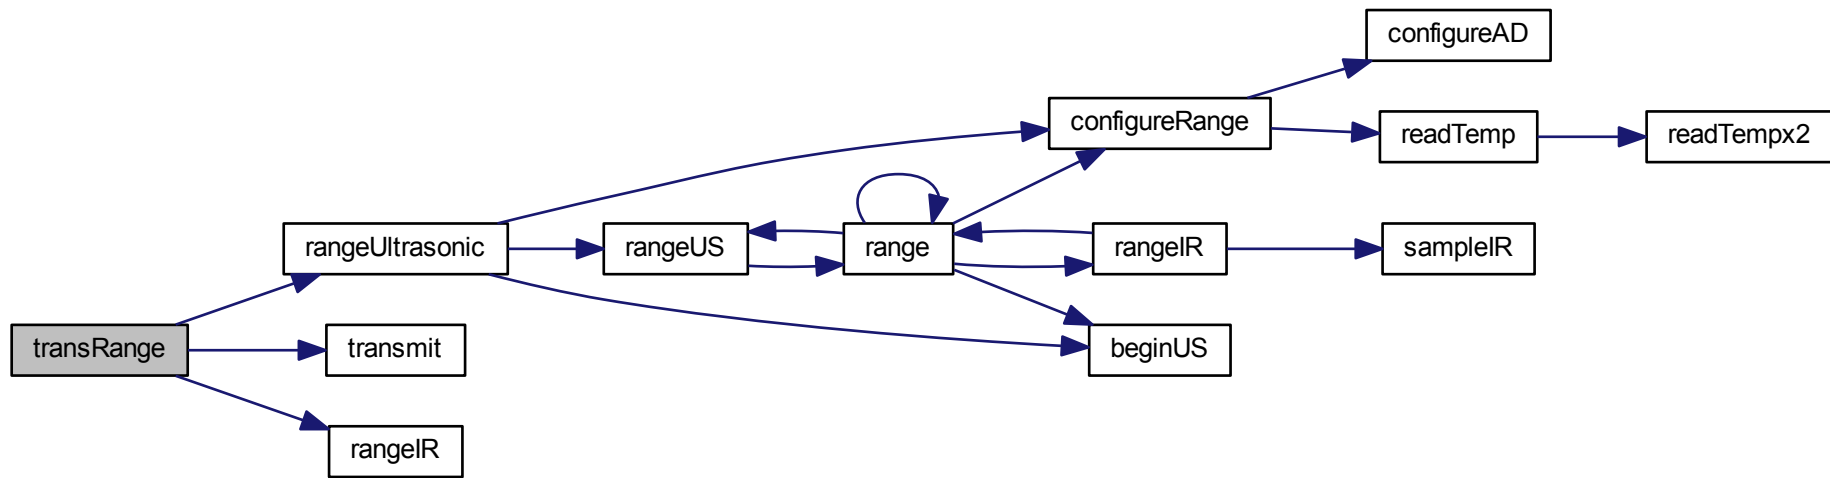 configureAD
configureRange
readTemp
readTempx2
rangeUltrasonic
rangeUS
range
rangeIR
sampleIR
transRange
transmit
beginUS
rangeIR